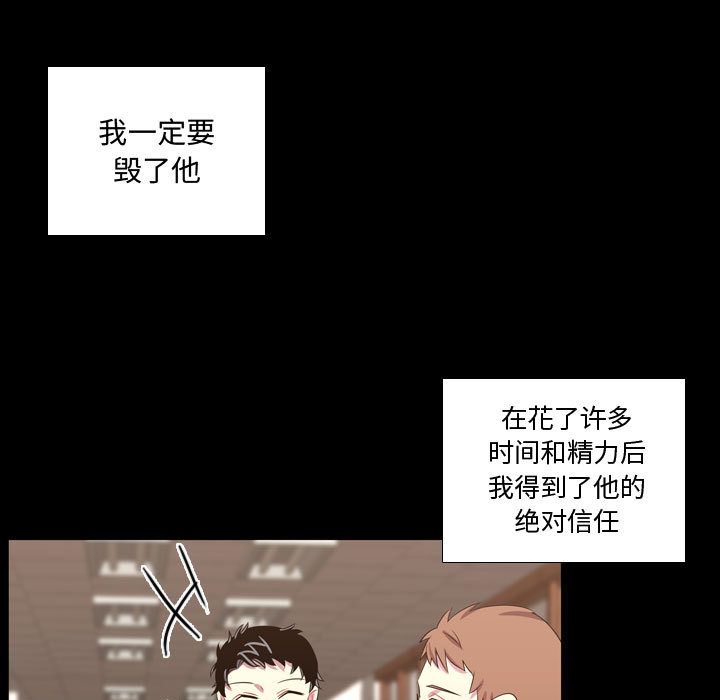 我一定要
毁了他
在花了许多
时间和精力后
我得到了他的
绝对信任